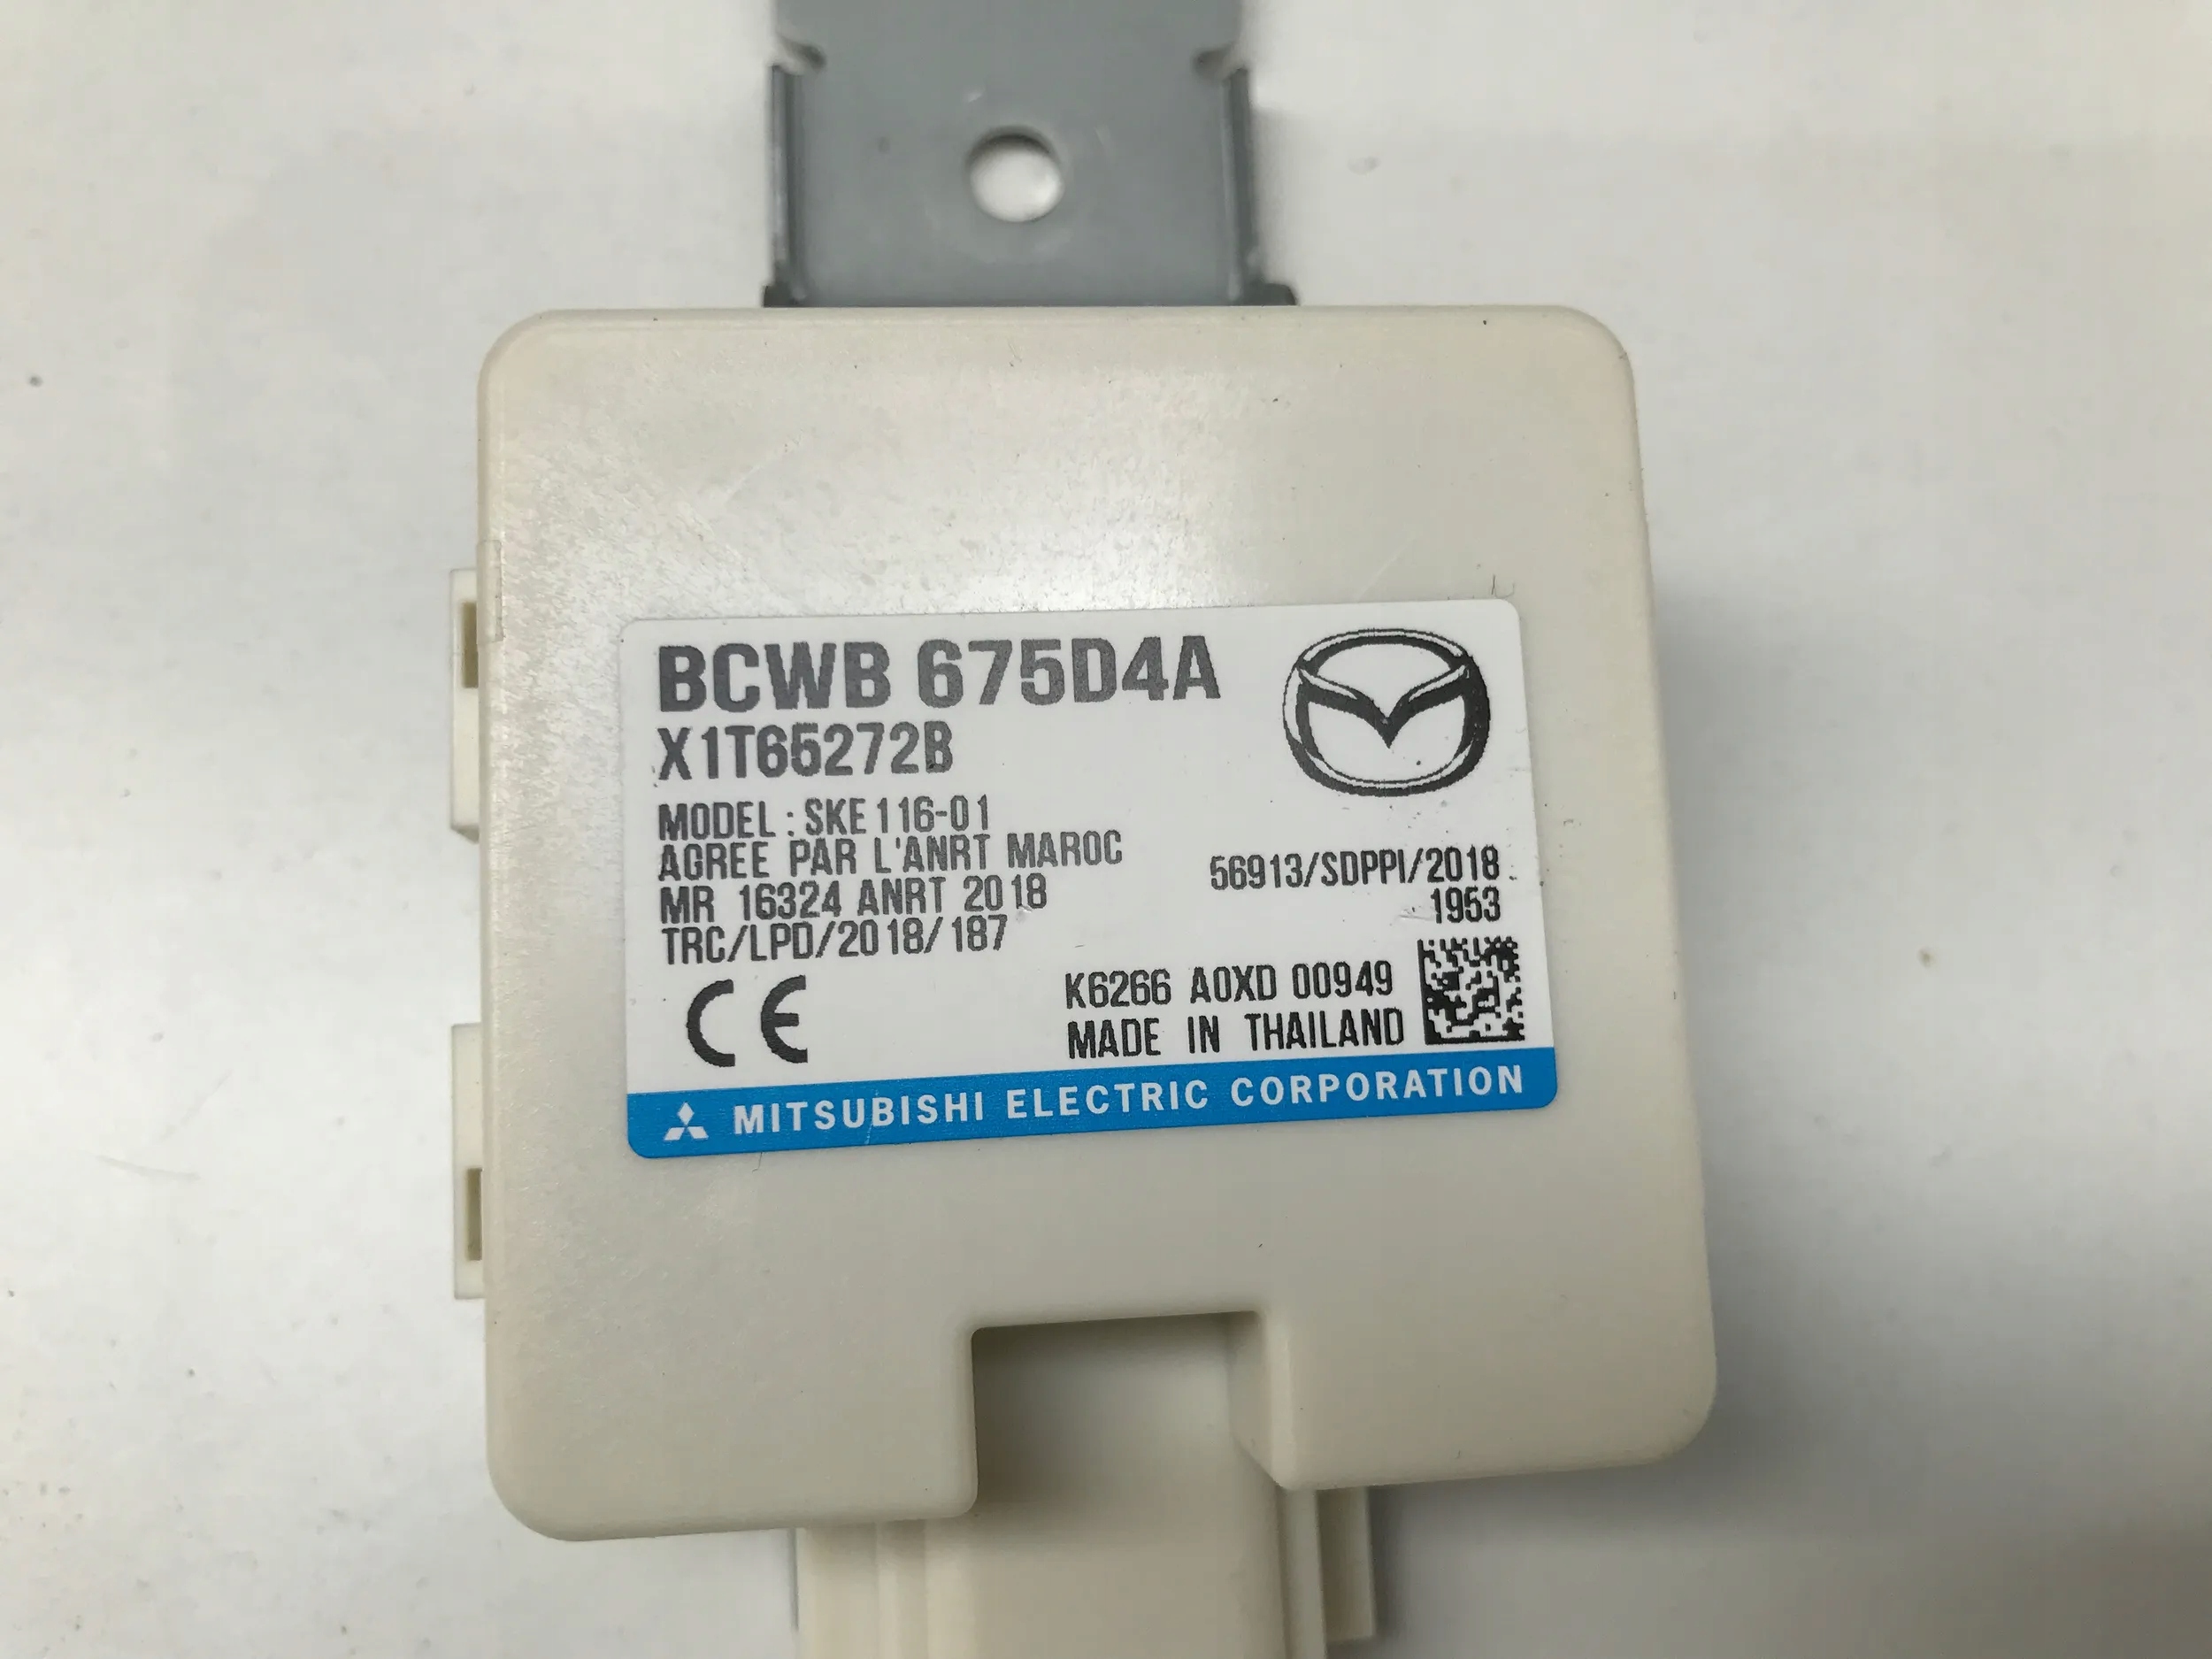 BCWB 675D4A
X1T65272B
MODEL : SKE116-01
AGREE PAR L'ANRT MAROC
MR 16324 ANRT 2018
TRC/LPD/2018/187
56913/SDPPI/2018
1953
CE
K6266 A0XD 00949
MADE IN THAILAND
MITSUBISHI ELECTRIC CORPORATION